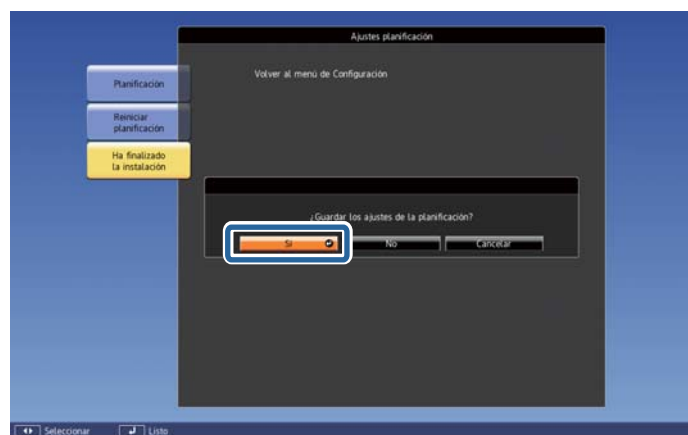 Ajustes planificación
Volver al menú de Configuración
Planificación
Reiniciar
planificación
Ha finalizado
la instalación
¿Guardar los ajustes de la planificación?
Sí No Cancelar
Seleccionar Listo